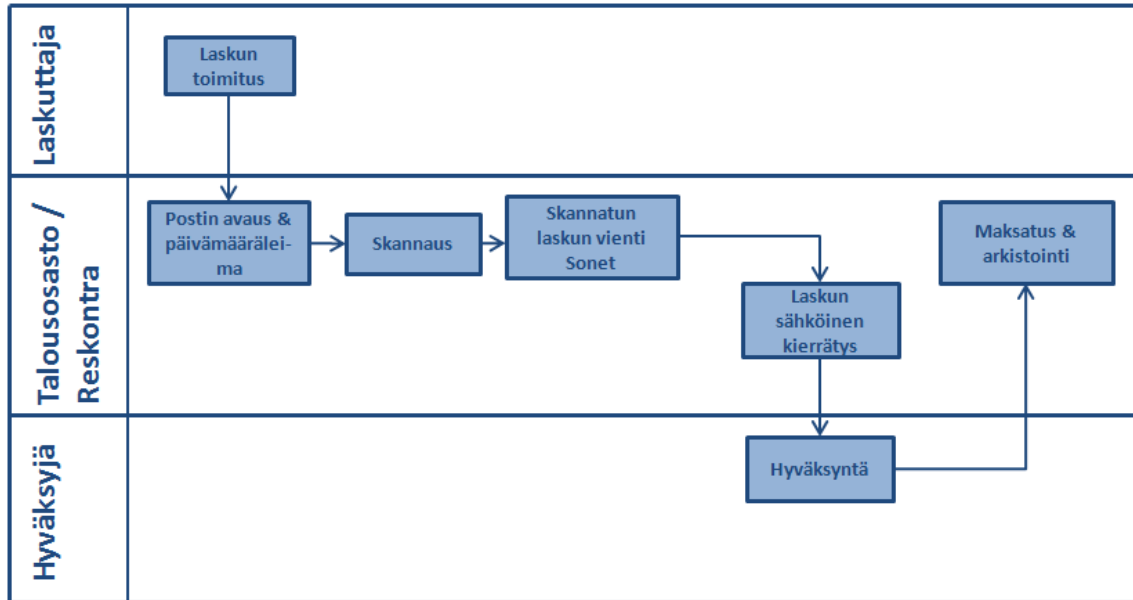 Laskuttaja
Laskun
toimitus
Talousosasto /
Reskontra
Postin avaus &
päivämäärälei-
ma
Skannaus
Skannatun
laskun vienti
Sonet
Laskun
sähköinen
kierrätys
Maksatus &
arkistointi
Hyväksyjä
Hyväksyntä